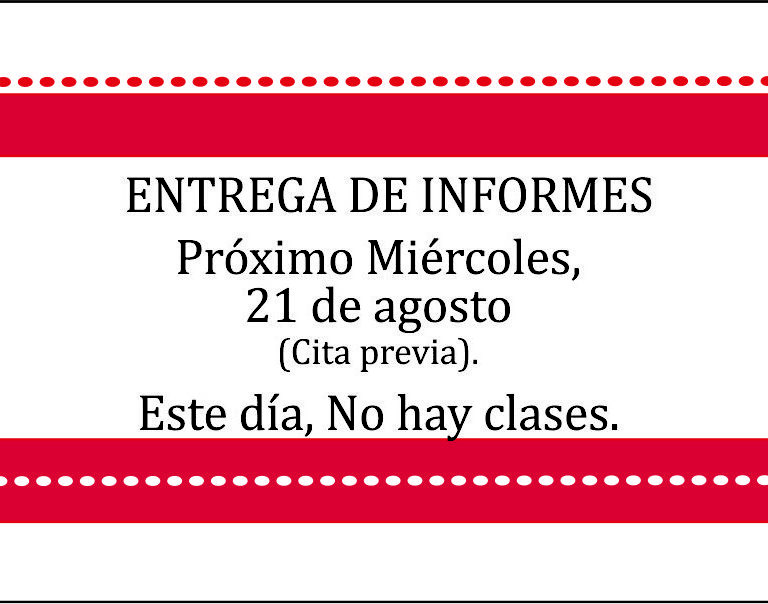 ENTREGA DE INFORMES
Próximo Miércoles,
21 de agosto
(Cita previa).
Este día, No hay clases.